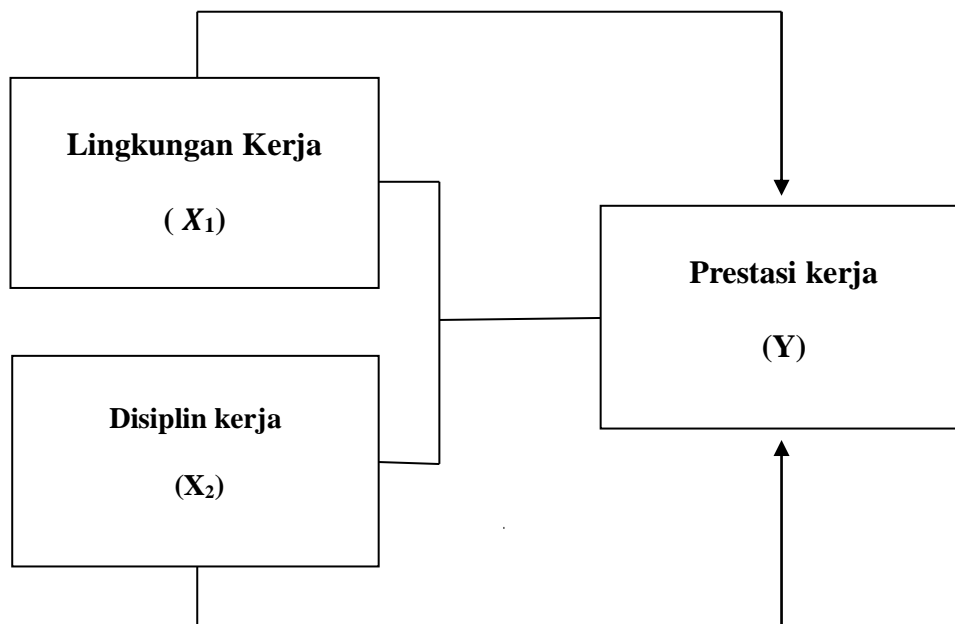 Lingkungan Kerja
( X₁)
Prestasi kerja
(Y)
Disiplin kerja
(X₂)